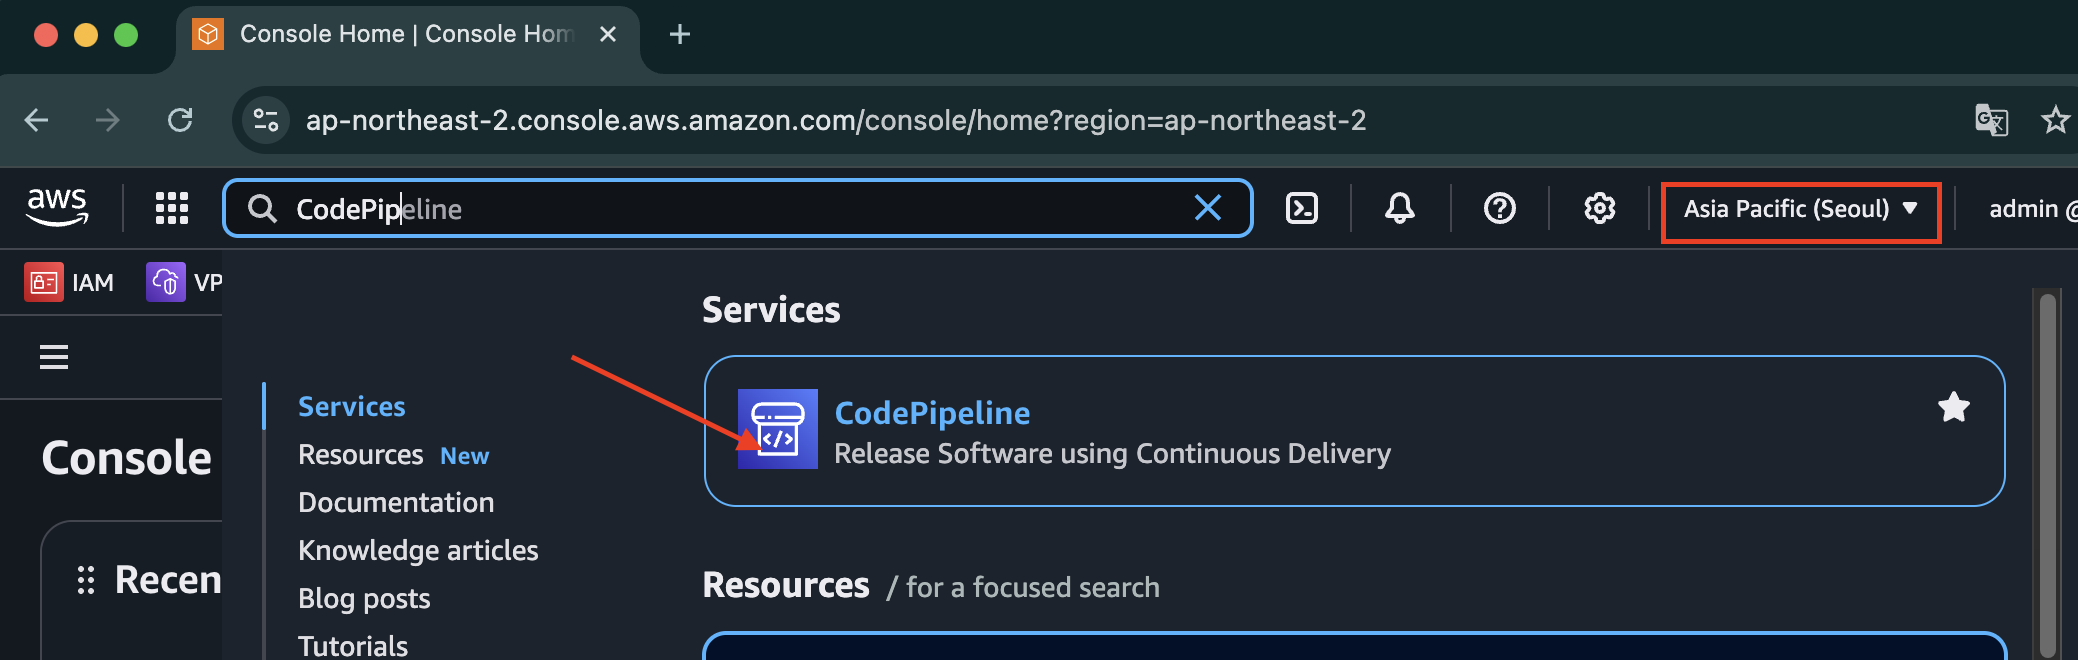 Console Home | Console Hom
ap-northeast-2.console.aws.amazon.com/console/home?region=ap-northeast-2
aws
CodePipeline
Asia Pacific (Seoul)
admin @
IAM
VP
Services
Services
Resources New
Documentation
Knowledge articles
Blog posts
Tutorials
CodePipeline
Release Software using Continuous Delivery
Console
Recen
Resources / for a focused search